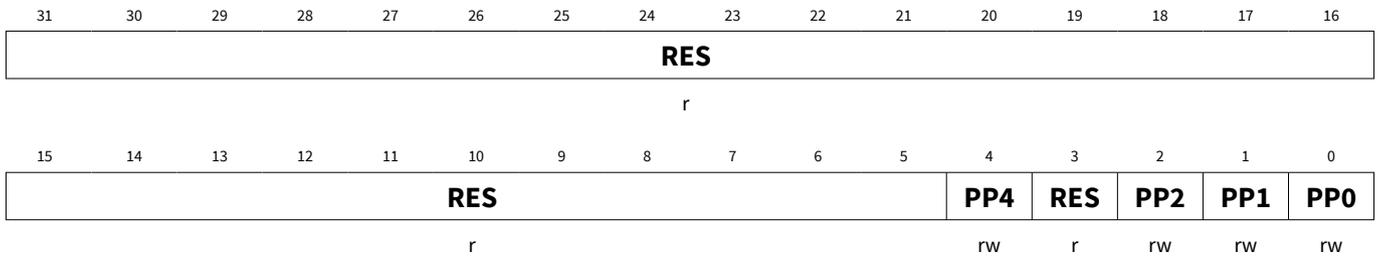 31 30 29 28 27 26 25 24 23 22 21 20 19 18 17 16
RES
r
15 14 13 12 11 10 9 8 7 6 5 4 3 2 1 0
RES PP4 RES PP2 PP1 PP0
r rw r rw rw rw